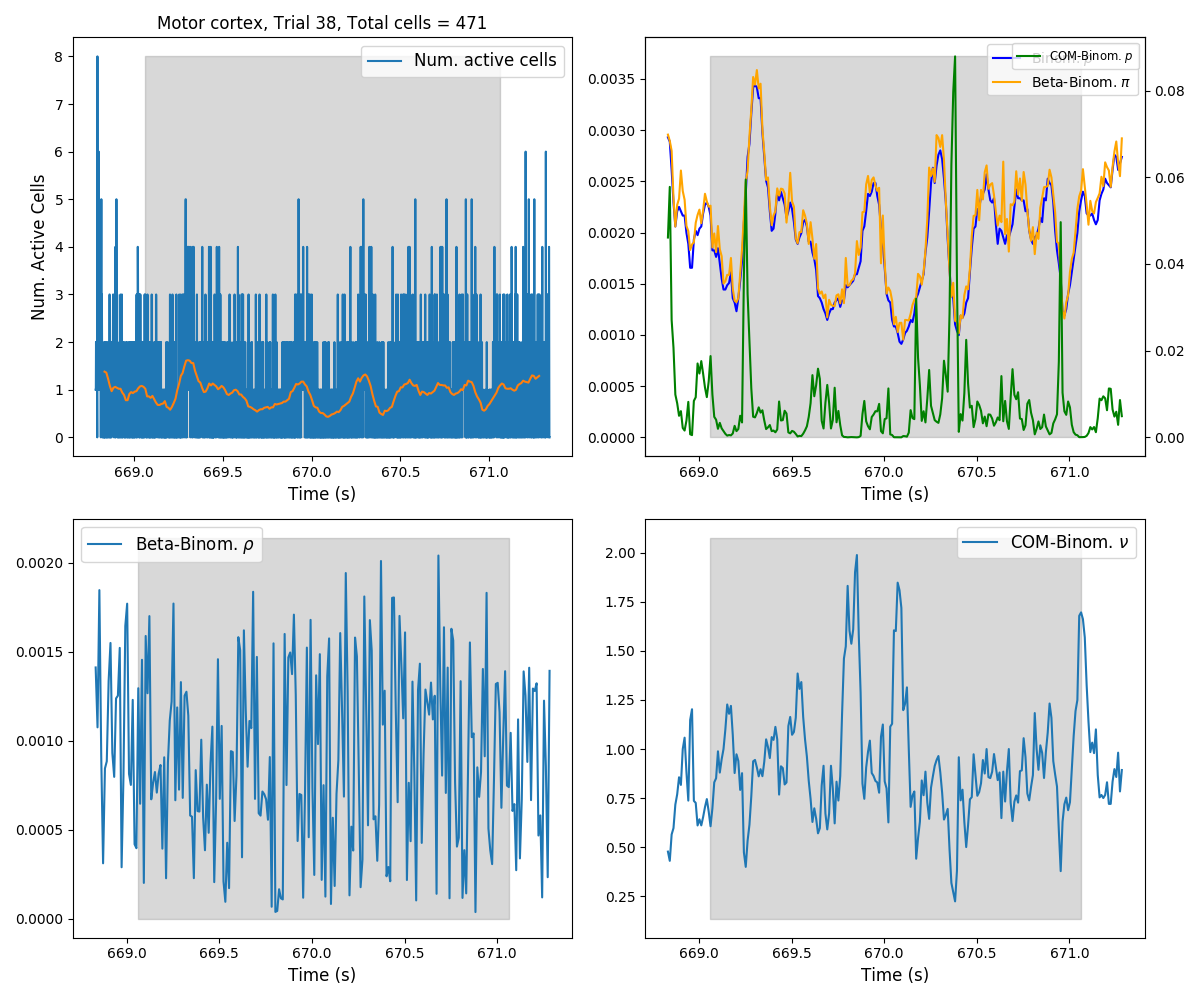 Motor cortex, Trial 38, Total cells = 471
Num. active cells
Num. Active Cells
8
7
6
5
4
3
2
1
0
669.0 669.5 670.0 670.5 671.0
Time (s)
COM-Binom. p
Beta-Binom. π
0.0035
0.0030
0.0025
0.0020
0.0015
0.0010
0.0005
0.0000
0.08
0.06
0.04
0.02
0.00
669.0 669.5 670.0 670.5 671.0
Time (s)
Beta-Binom. ρ
0.0020
0.0015
0.0010
0.0005
0.0000
669.0 669.5 670.0 670.5 671.0
Time (s)
COM-Binom. ν
2.00
1.75
1.50
1.25
1.00
0.75
0.50
0.25
669.0 669.5 670.0 670.5 671.0
Time (s)